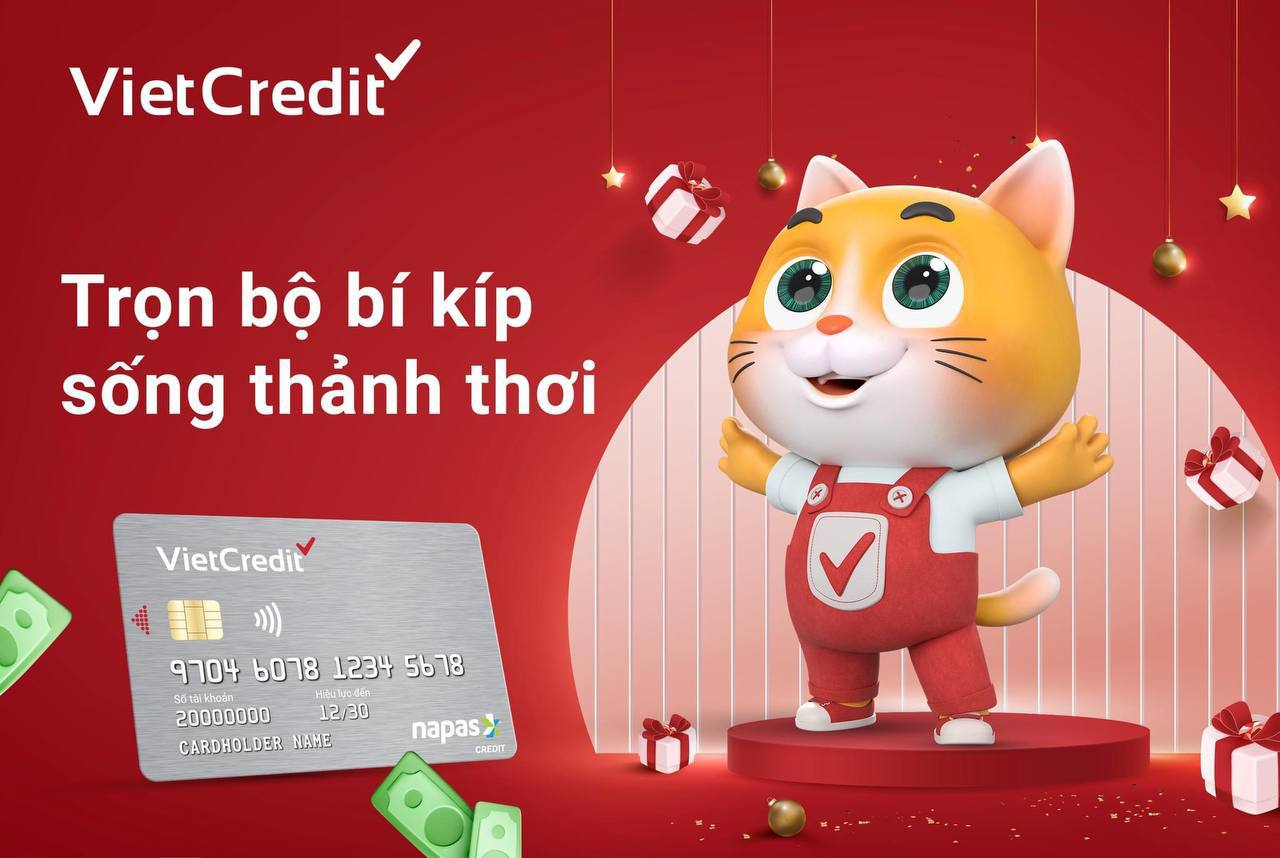 VietCredit
Trọn bộ bí kíp
sống thảnh thơi
VietCredit
9704 6078 1234 5678
Số tài khoản
Hiệu lực đến
20000000
12/30
CARDHOLDER NAME
napas
CREDIT